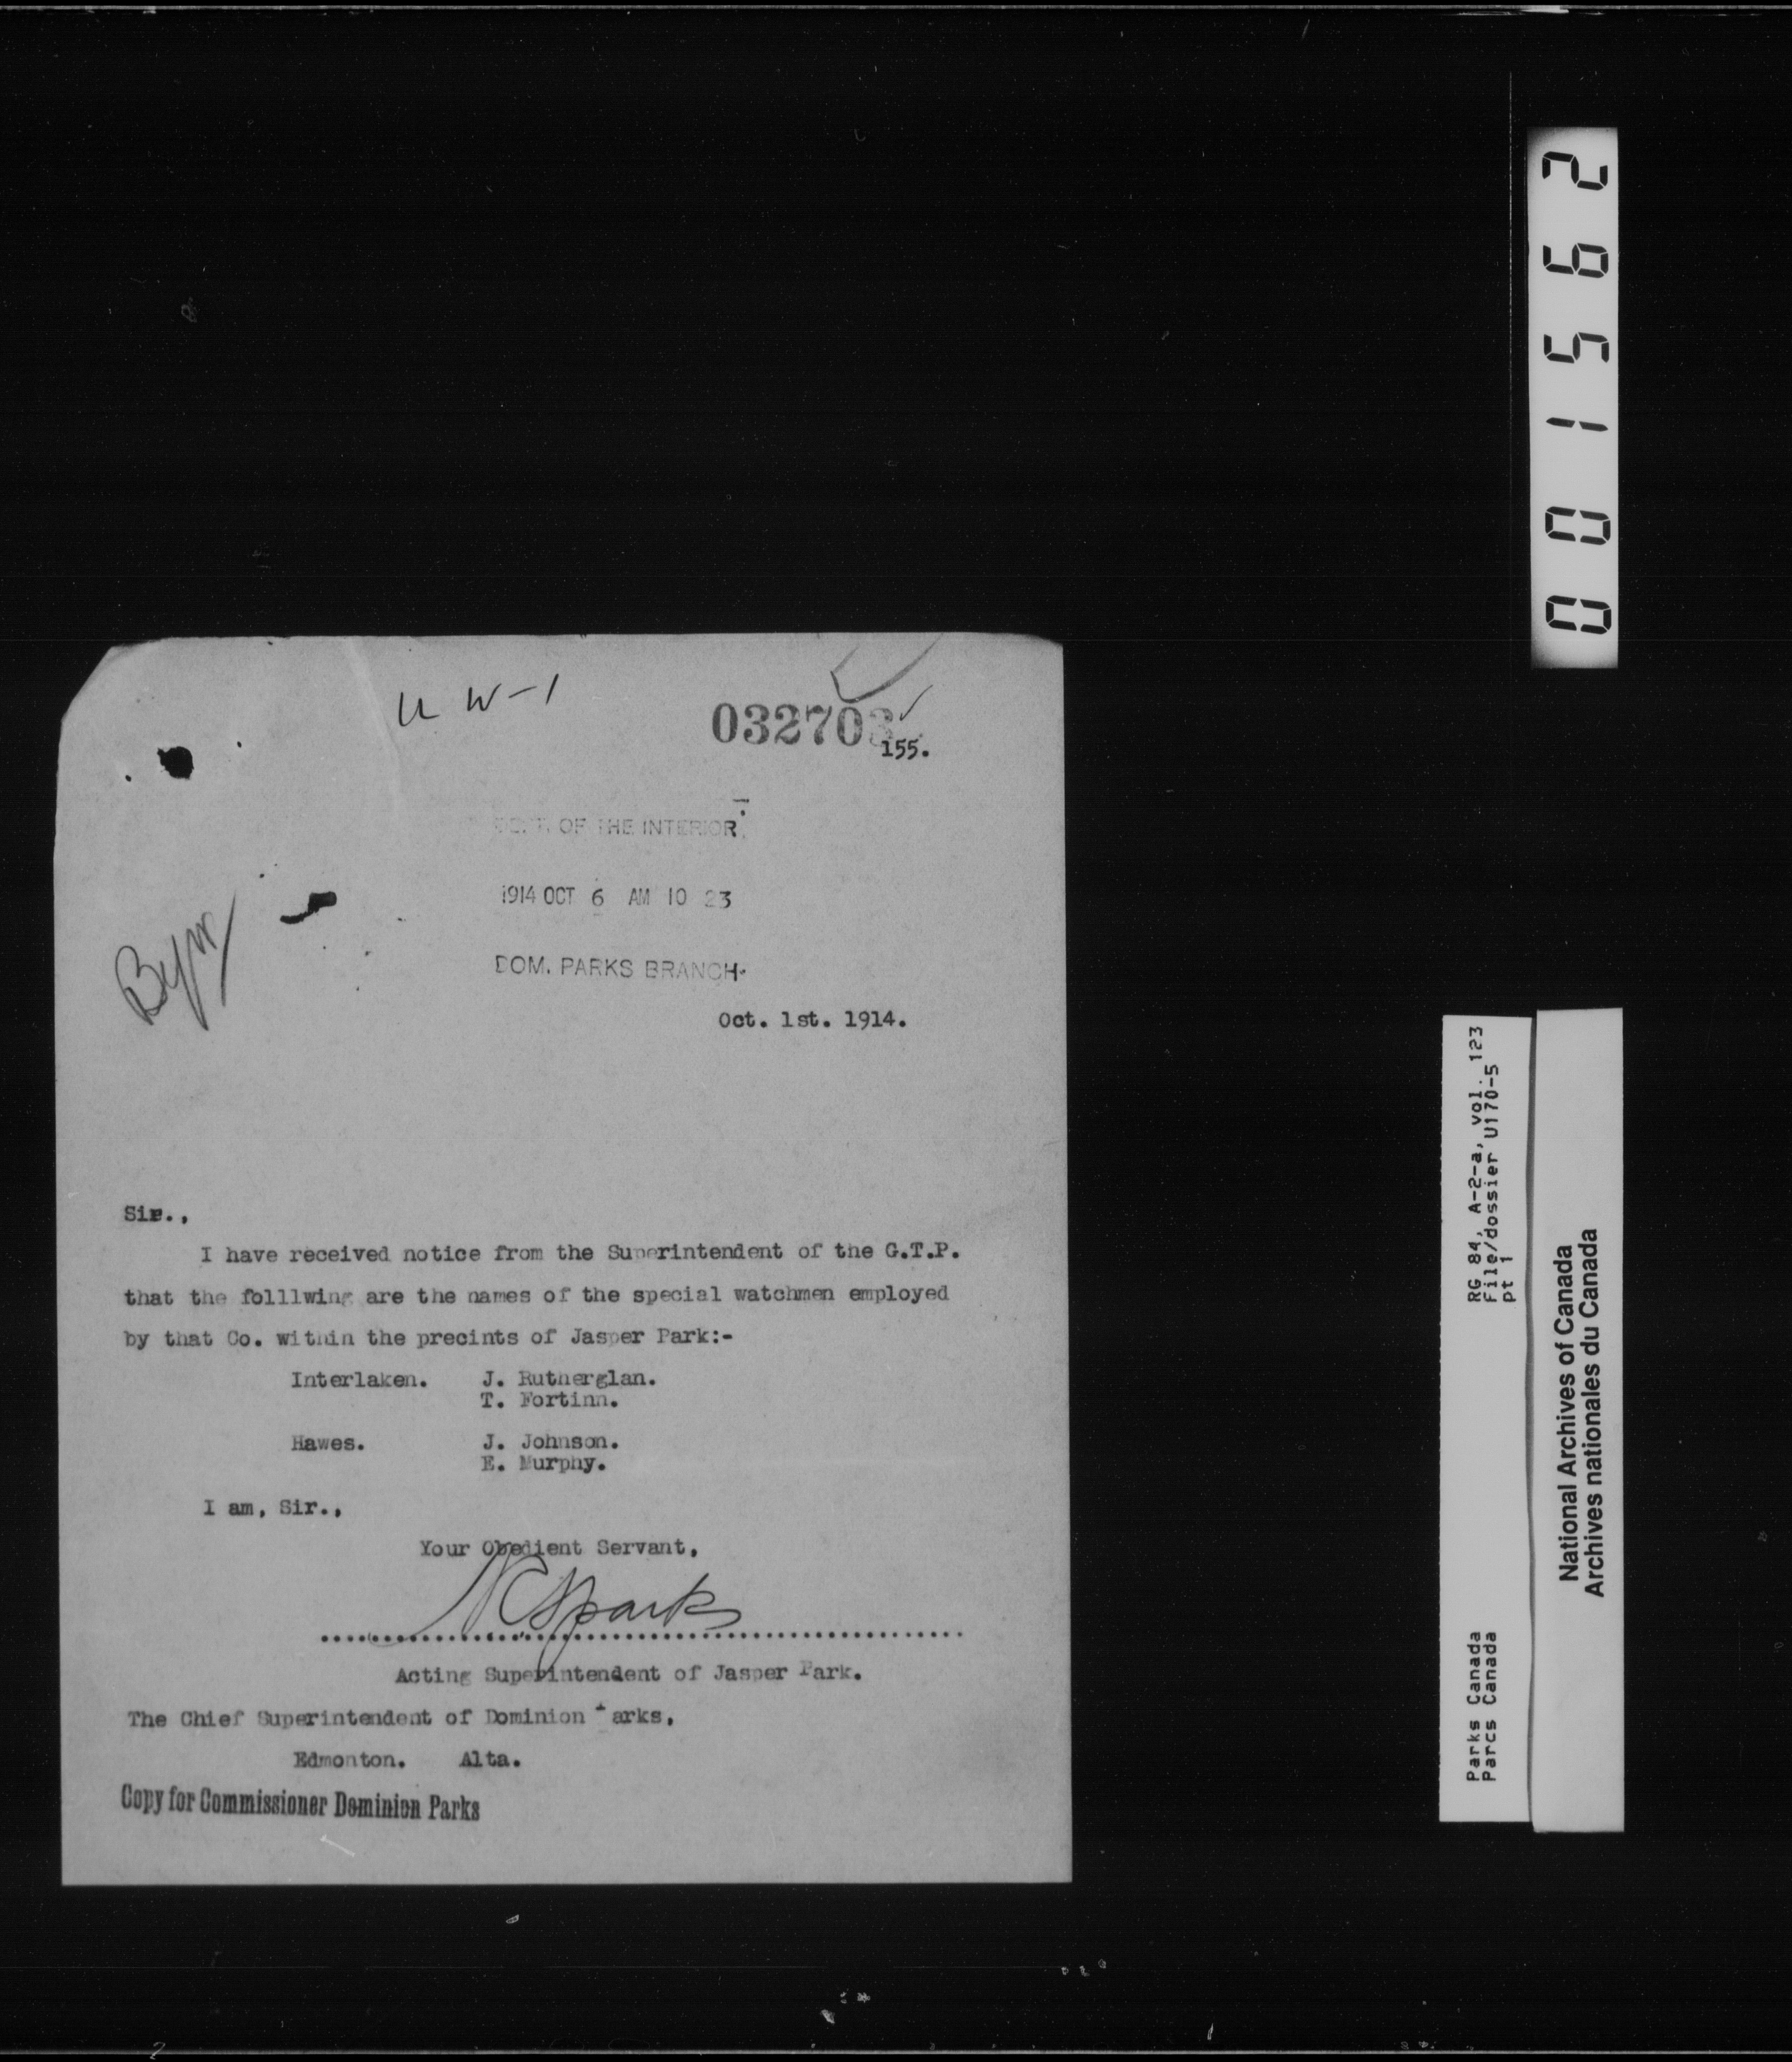 U W-1
032703
155.
DEPT. OF THE INTERIOR.
1914 OCT 6 AM 10 23
DOM. PARKS BRANCH
Oct. 1st. 1914.
Sir.,
I have received notice from the Superintendent of the G.T.P.
that the folllwing are the names of the special watchmen employed
by that Co. within the precints of Jasper Park:-
Interlaken. J. Rutherglan.
T. Fortinn.
Hawes. J. Johnson.
E. Murphy.
I am, Sir.,
Your Obedient Servant,
N C Sparks
Acting Superintendent of Jasper Park.
The Chief Superintendent of Dominion Parks,
Edmonton. Alta.
Copy for Commissioner Dominion Parks
001562
RG 84, A-2-a, vol. 123
File/dossier U170-5
pt 1
Parks Canada
Parcs Canada
National Archives of Canada
Archives nationales du Canada